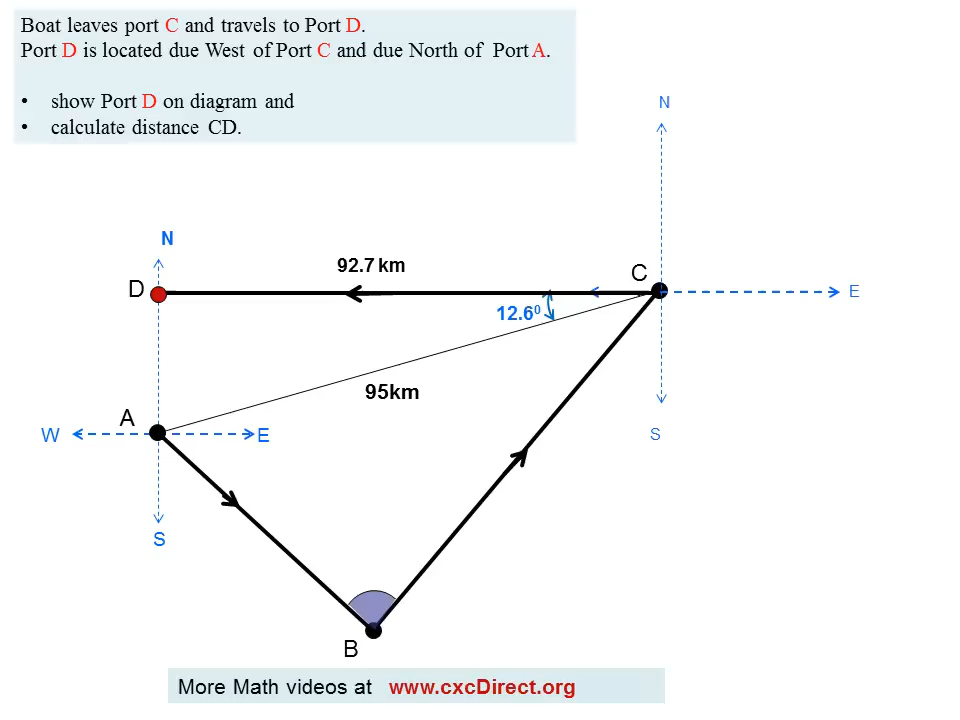 Boat leaves port C and travels to Port D.
Port D is located due West of Port C and due North of Port A.
• show Port D on diagram and
• calculate distance CD.
N
N
92.7 km
C
D
E
12.6⁰
95km
A
W
E
S
S
B
More Math videos at www.cxcDirect.org